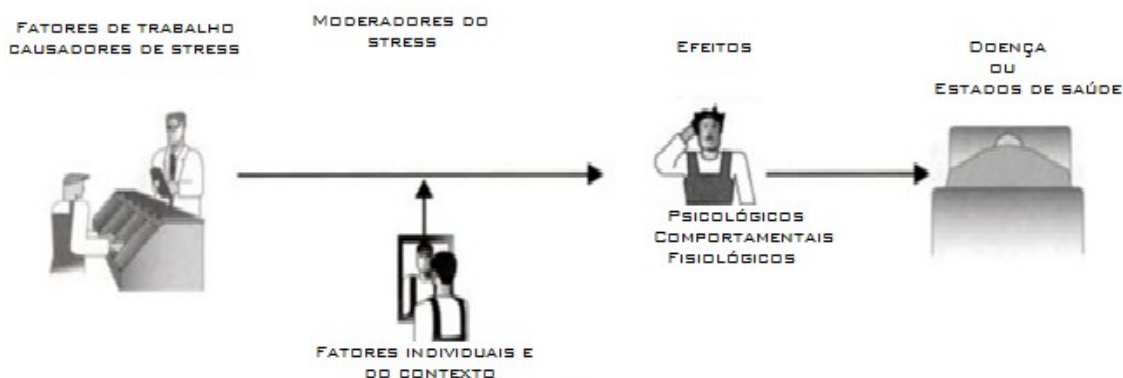 FATORES DE TRABALHO
CAUSADORES DE STRESS
MODERADORES DO
STRESS
EFEITOS
DOENÇA
OU
ESTADOS DE SAÚDE
PSICOLÓGICOS
COMPORTAMENTAIS
FISIOLÓGICOS
FATORES INDIVIDUAIS E
DO CONTEXTO